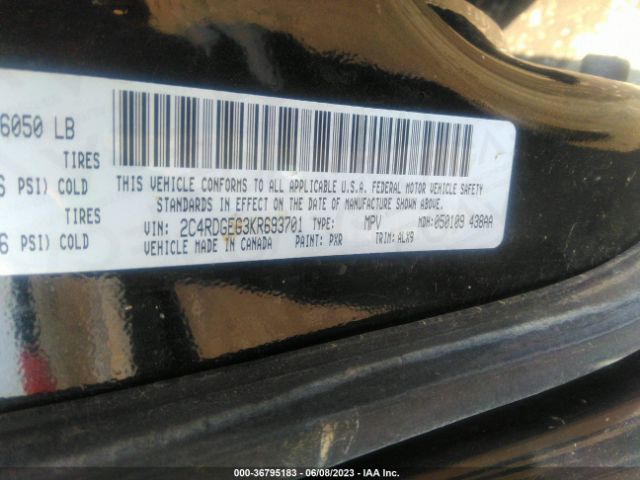 6050 LB
TIRES
PSI) COLD
PSI) COLD
TIRES
THIS VEHICLE CONFORMS TO ALL APPLICABLE U.S.A. FEDERAL MOTOR VEHICLE SAFETY
STANDARDS IN EFFECT ON THE DATE OF MANUFACTURE SHOWN ABOVE.
VIN: 2C4RDGEG3KR693701 TYPE: MPV MDH: 050109 438AA
VEHICLE MADE IN CANADA PAINT: PXR TRIM: ALX9
000-36795183 - 06/08/2023 - IAA Inc.